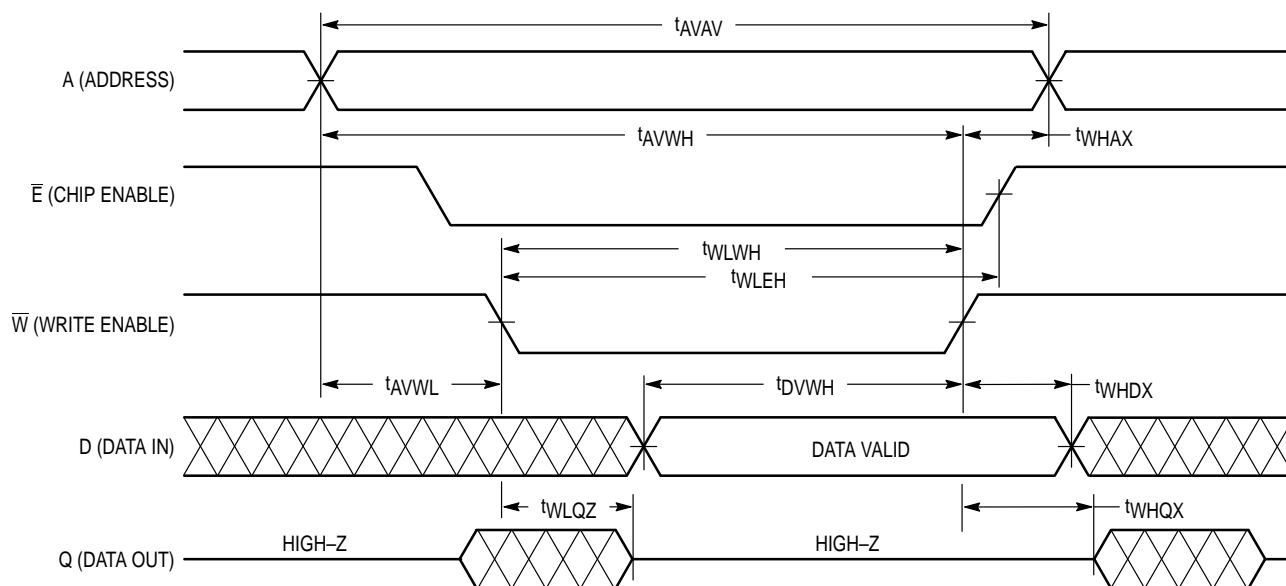 tAVAV
A (ADDRESS)
tAVWH
tWHAX
E̅ (CHIP ENABLE)
tWLWH
tWLEH
W̅ (WRITE ENABLE)
tAVWL
tDVWH
tWHDX
D (DATA IN)
DATA VALID
tWLQZ
tWHQX
Q (DATA OUT)
HIGH–Z
HIGH–Z